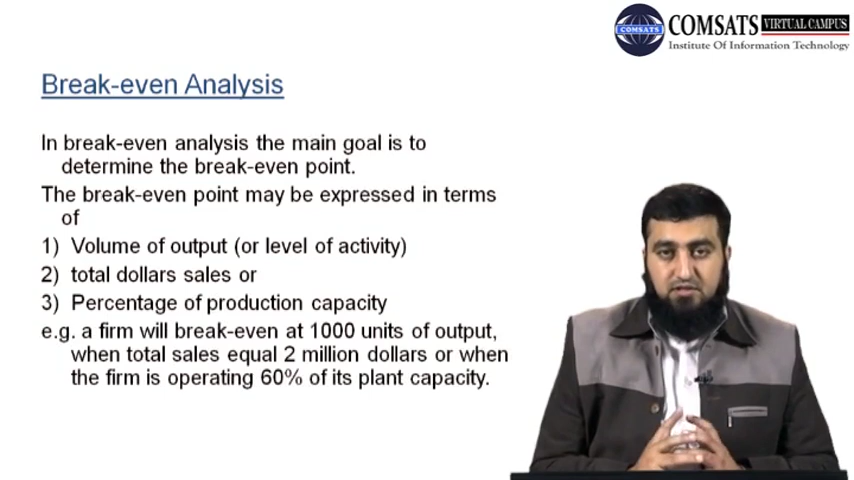 COMSATS
COMSATS VIRTUAL CAMPUS
Institute Of Information Technology
Break-even Analysis
In break-even analysis the main goal is to
determine the break-even point.
The break-even point may be expressed in terms
of
1) Volume of output (or level of activity)
2) total dollars sales or
3) Percentage of production capacity
e.g. a firm will break-even at 1000 units of output,
when total sales equal 2 million dollars or when
the firm is operating 60% of its plant capacity.